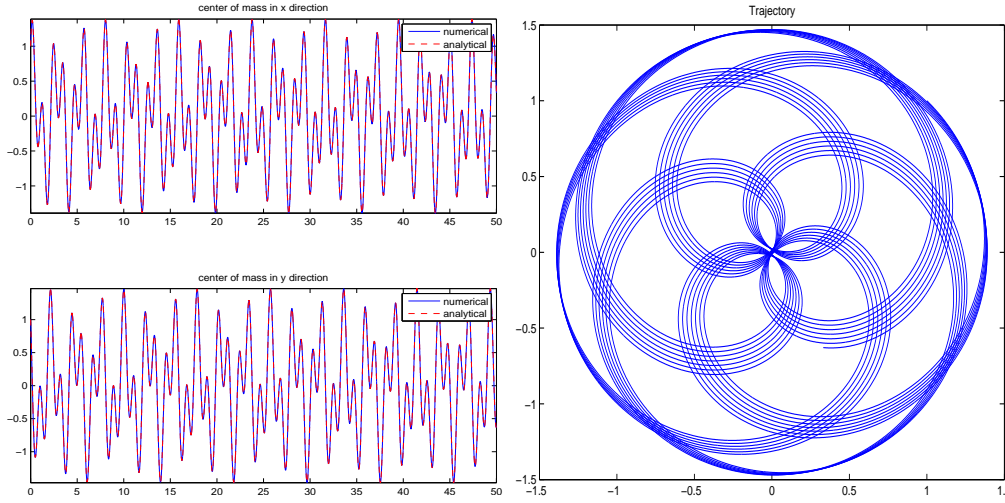 center of mass in x direction
numerical
analytical
1
0.5
0
−0.5
−1
0 5 10 15 20 25 30 35 40 45 50
center of mass in y direction
numerical
analytical
1
0.5
0
−0.5
−1
0 5 10 15 20 25 30 35 40 45 50
Trajectory
1.5
1
0.5
0
−0.5
−1
−1.5
−1.5 −1 −0.5 0 0.5 1 1.5